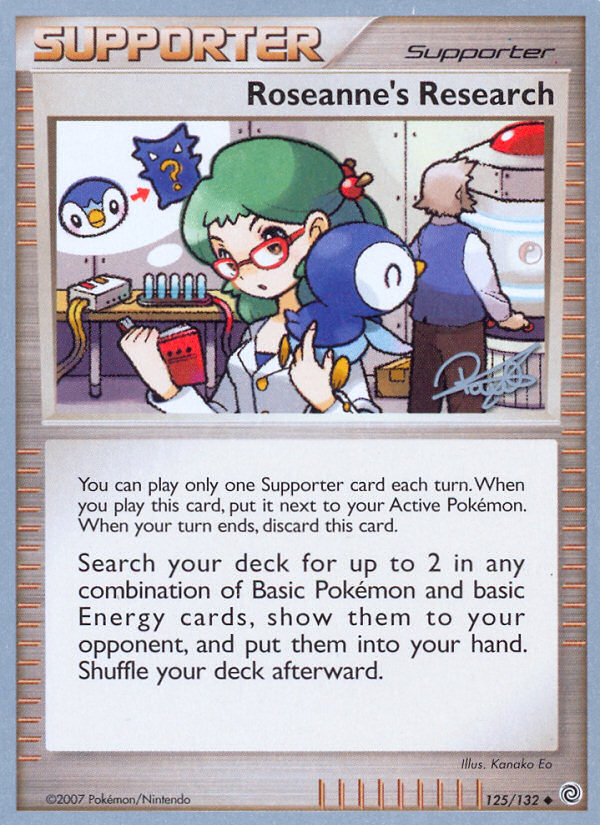 SUPPORTER
Supporter
Roseanne's Research
?
You can play only one Supporter card each turn. When
you play this card, put it next to your Active Pokémon.
When your turn ends, discard this card.
Search your deck for up to 2 in any
combination of Basic Pokémon and basic
Energy cards, show them to your
opponent, and put them into your hand.
Shuffle your deck afterward.
Illus. Kanako Eo
©2007 Pokémon/Nintendo
125/132